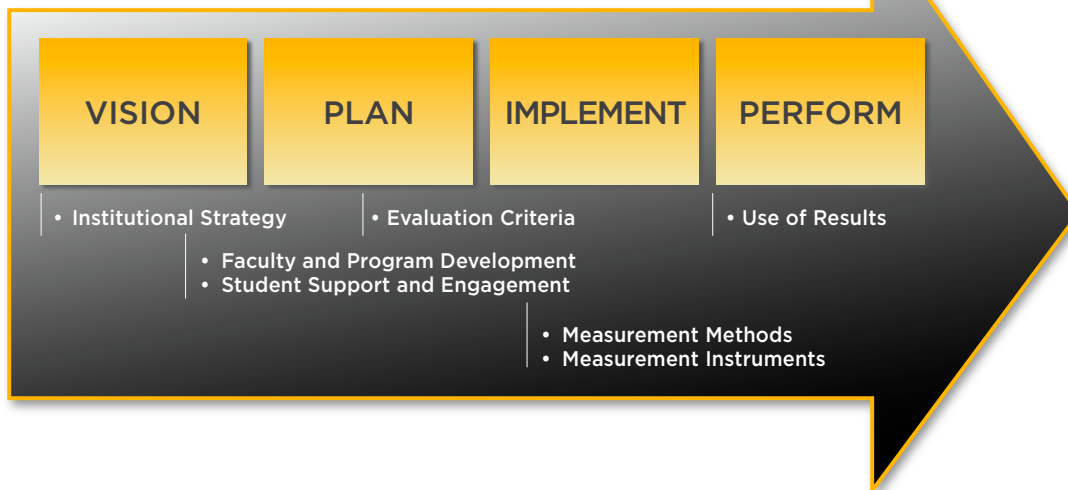 VISION
PLAN
IMPLEMENT
PERFORM
• Institutional Strategy
• Evaluation Criteria
• Use of Results
• Faculty and Program Development
• Student Support and Engagement
• Measurement Methods
• Measurement Instruments